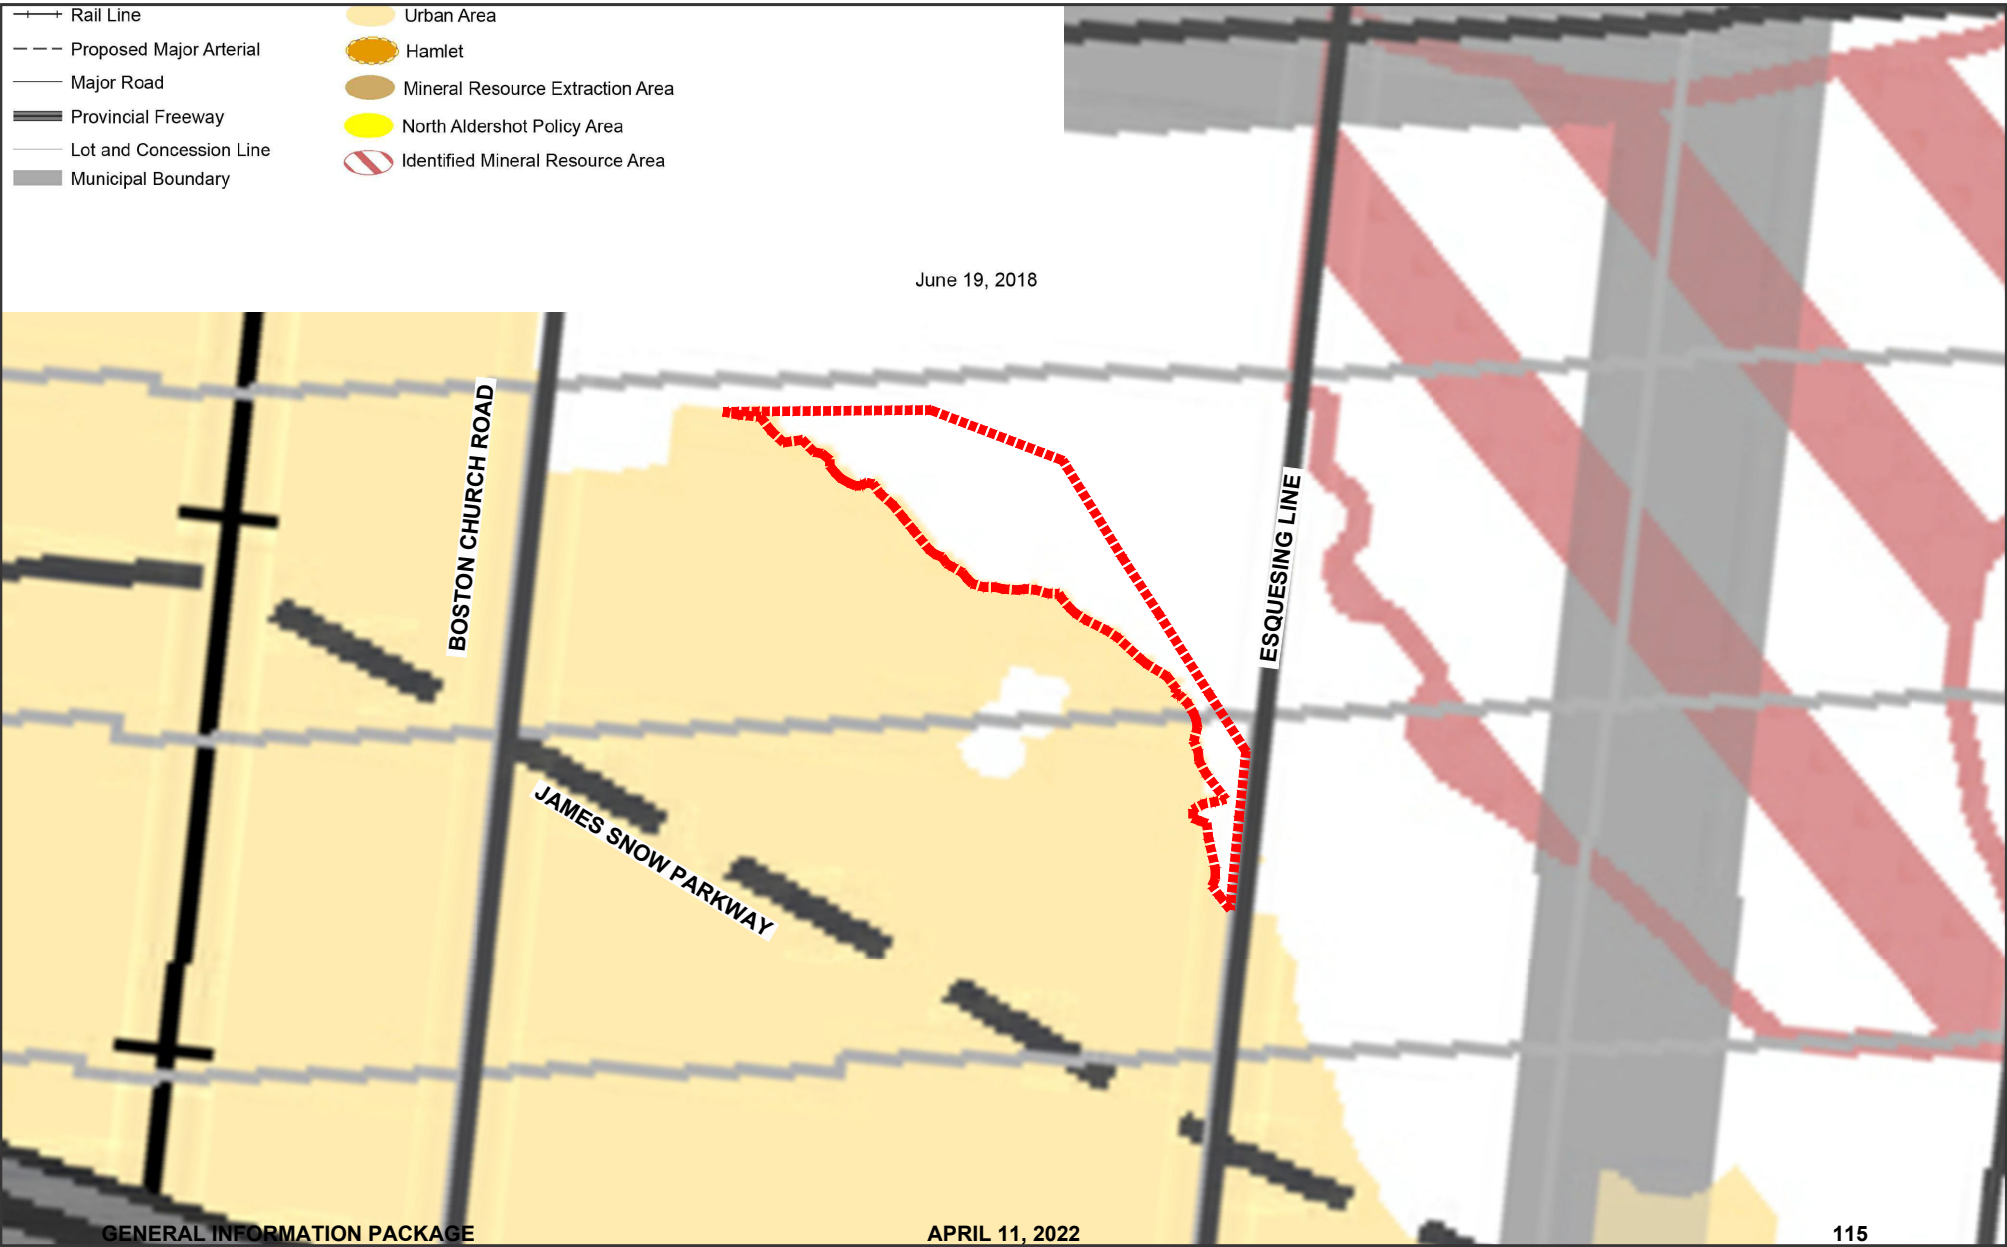 Rail Line
Proposed Major Arterial
Major Road
Provincial Freeway
Lot and Concession Line
Municipal Boundary
Urban Area
Hamlet
Mineral Resource Extraction Area
North Aldershot Policy Area
Identified Mineral Resource Area
June 19, 2018
BOSTON CHURCH ROAD
ESQUESING LINE
JAMES SNOW PARKWAY
GENERAL INFORMATION PACKAGE
APRIL 11, 2022
115